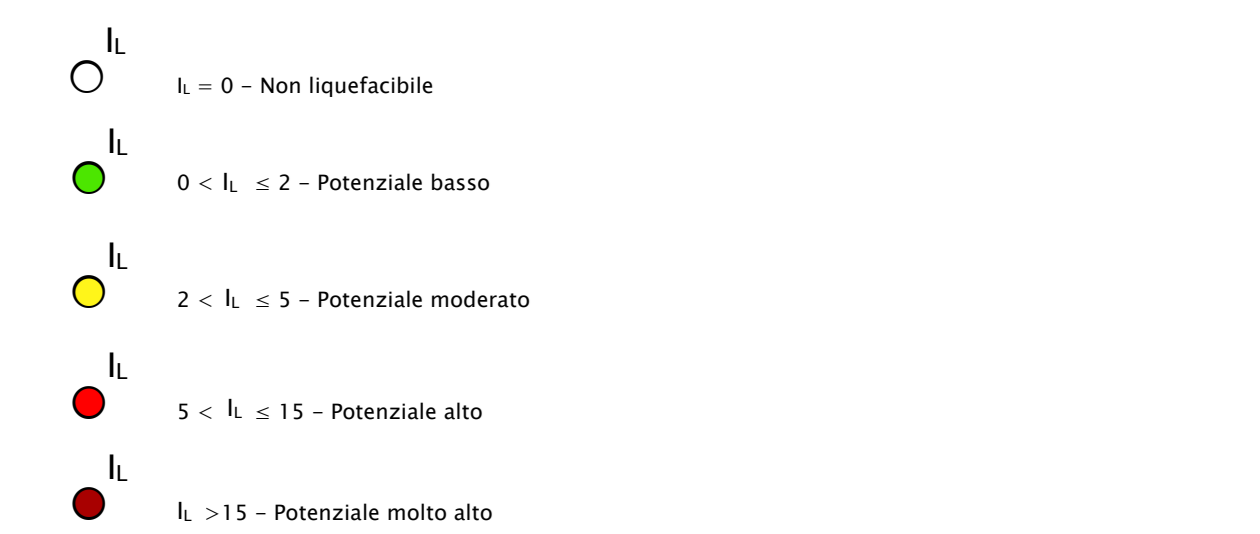 IL
IL = 0 – Non liquefacibile
IL
0 < IL ≤ 2 – Potenziale basso
IL
2 < IL ≤ 5 – Potenziale moderato
IL
5 < IL ≤ 15 – Potenziale alto
IL
IL >15 – Potenziale molto alto